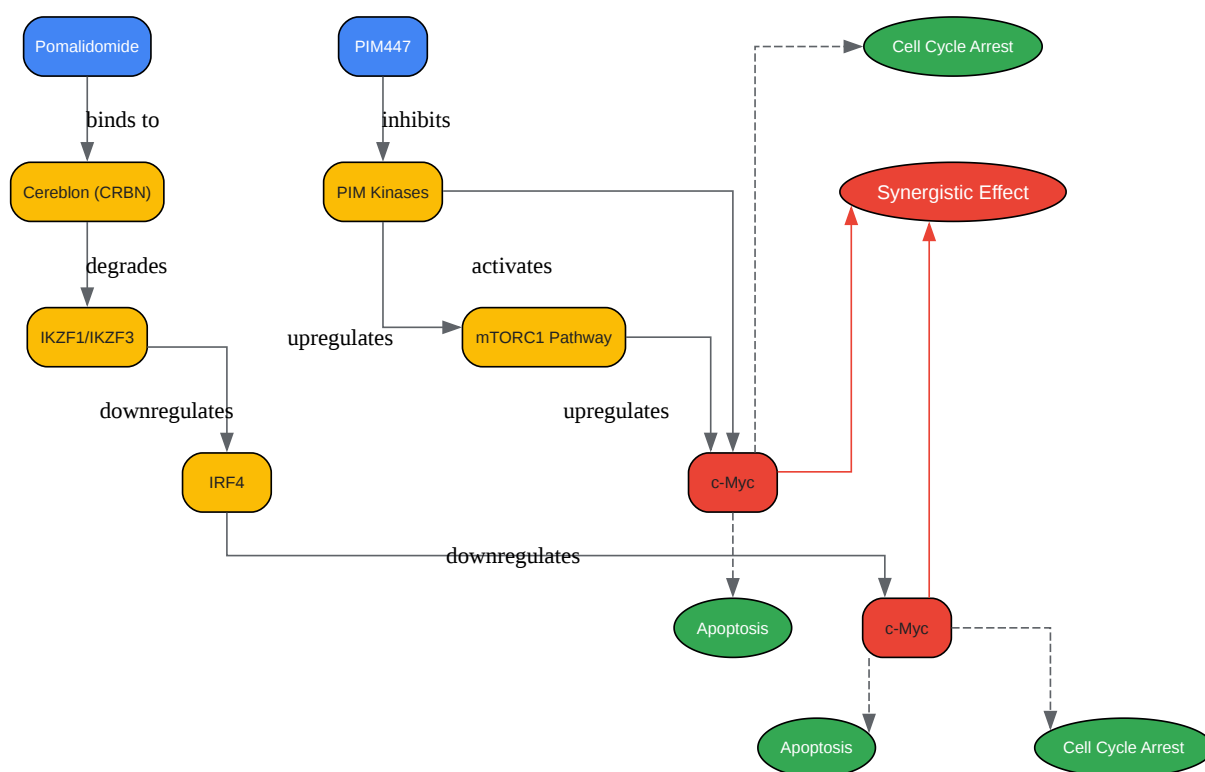 Pomalidomide
PIM447
Cell Cycle Arrest
binds to
inhibits
Cereblon (CRBN)
PIM Kinases
Synergistic Effect
degrades
activates
IKZF1/IKZF3
upregulates
mTORC1 Pathway
downregulates
upregulates
IRF4
c-Myc
downregulates
Apoptosis
c-Myc
Apoptosis
Cell Cycle Arrest